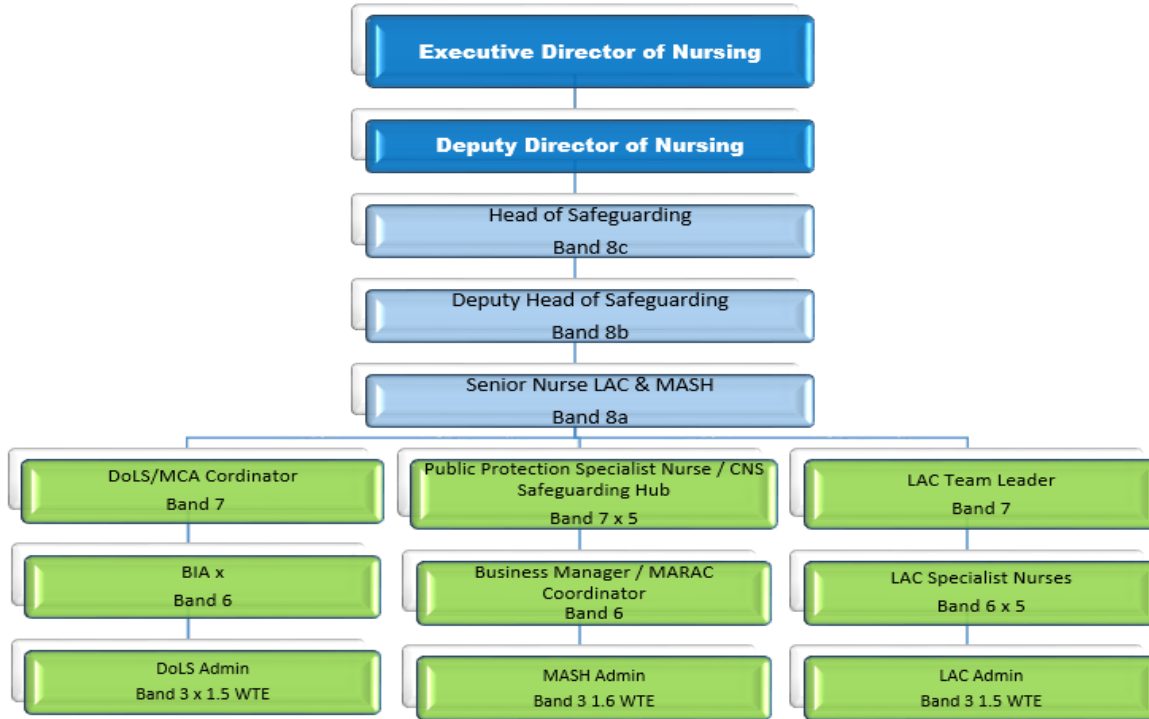 Executive Director of Nursing
Deputy Director of Nursing
Head of Safeguarding
Band 8c
Deputy Head of Safeguarding
Band 8b
Senior Nurse LAC & MASH
Band 8a
DoLS/MCA Cordinator
Band 7
Public Protection Specialist Nurse / CNS
Safeguarding Hub
Band 7 x 5
LAC Team Leader
Band 7
BIA x
Band 6
Business Manager / MARAC
Coordinator
Band 6
LAC Specialist Nurses
Band 6 x 5
DoLS Admin
Band 3 x 1.5 WTE
MASH Admin
Band 3 1.6 WTE
LAC Admin
Band 3 1.5 WTE